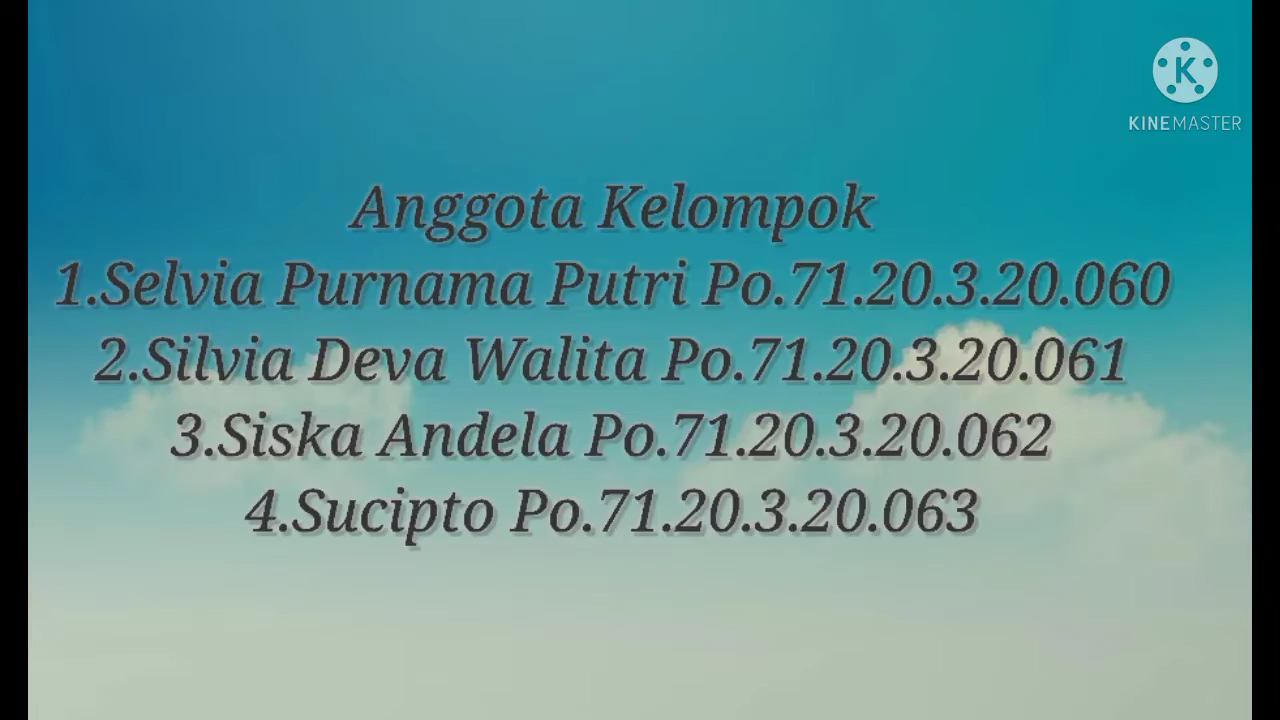 KINEMASTER
Anggota Kelompok
1.Selvia Purnama Putri Po.71.20.3.20.060
2.Silvia Deva Walita Po.71.20.3.20.061
3.Siska Andela Po.71.20.3.20.062
4.Sucipto Po.71.20.3.20.063